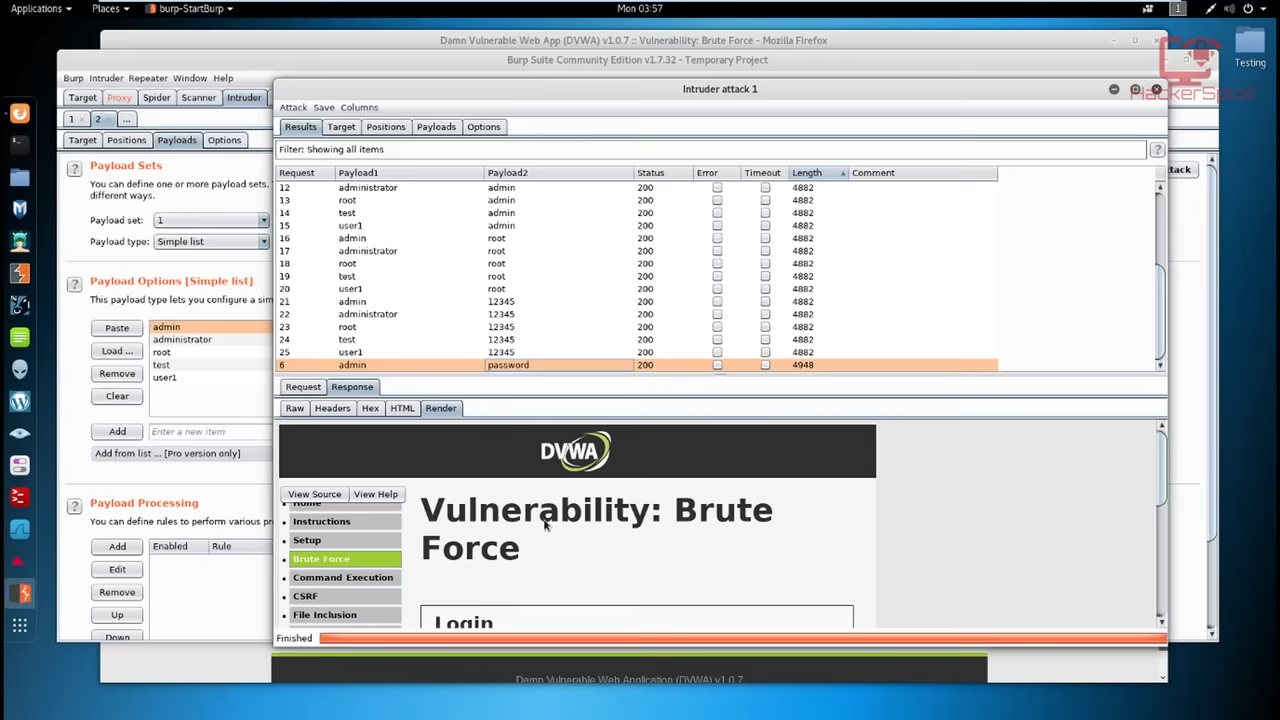 Applications Places burp-StartBurp Mon 03:57 1
Damn Vulnerable Web App (DVWA) v1.0.7 :: Vulnerability: Brute Force - Mozilla Firefox
Burp Suite Community Edition v1.7.32 - Temporary Project
Testing
HackerSploit
Burp Intruder Repeater Window Help
Target Proxy Spider Scanner Intruder
1 × 2 × ...
Target Positions Payloads Options
? Payload Sets
You can define one or more payload sets.
different ways.
Payload set: 1
Payload type: Simple list
? Payload Options [Simple list]
This payload type lets you configure a sim
Paste admin
administrator
Load ... root
Remove test
user1
Clear
Add Enter a new item
Add from list ... [Pro version only]
? Payload Processing
You can define rules to perform various pr
Add Enabled Rule
Edit
Remove
Up
Down
Intruder attack 1
Attack Save Columns
Results Target Positions Payloads Options
Filter: Showing all items ?
Request Payload1 Payload2 Status Error Timeout Length Comment
12 administrator admin 200 4882
13 root admin 200 4882
14 test admin 200 4882
15 user1 admin 200 4882
16 admin root 200 4882
17 administrator root 200 4882
18 root root 200 4882
19 test root 200 4882
20 user1 root 200 4882
21 admin 12345 200 4882
22 administrator 12345 200 4882
23 root 12345 200 4882
24 test 12345 200 4882
25 user1 12345 200 4882
6 admin password 200 4948
Request Response
Raw Headers Hex HTML Render
DVWA
View Source View Help
Home
Instructions
Setup
Brute Force
Command Execution
CSRF
File Inclusion
Vulnerability: Brute
Force
Login
Finished
Damn Vulnerable Web Application (DVWA) v1.0.7